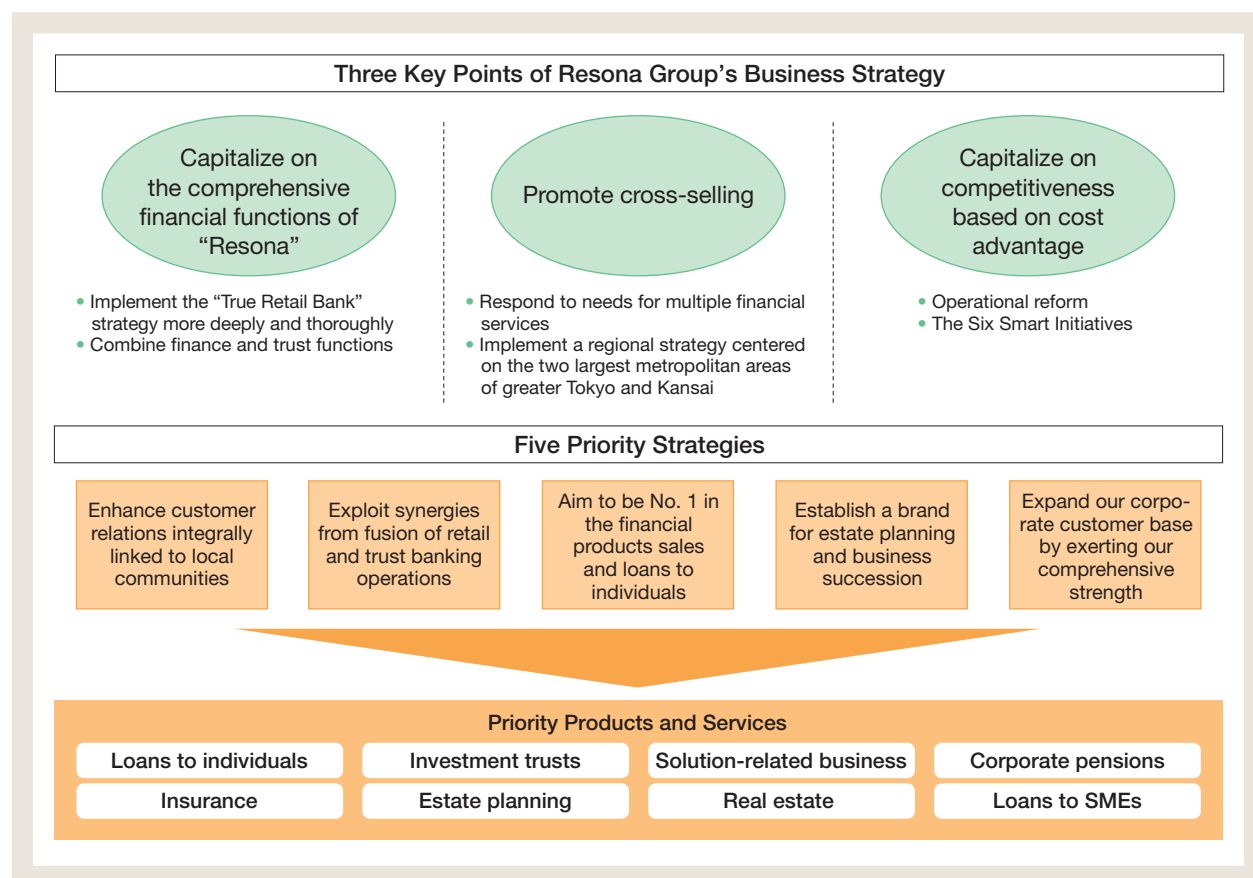 Three Key Points of Resona Group's Business Strategy
Capitalize on
the comprehensive
financial functions of
“Resona”
• Implement the “True Retail Bank”
strategy more deeply and thoroughly
• Combine finance and trust functions
Promote cross-selling
• Respond to needs for multiple financial
services
• Implement a regional strategy centered
on the two largest metropolitan areas
of greater Tokyo and Kansai
Capitalize on
competitiveness
based on cost
advantage
• Operational reform
• The Six Smart Initiatives
Five Priority Strategies
Enhance customer
relations integrally
linked to local
communities
Exploit synergies
from fusion of retail
and trust banking
operations
Aim to be No. 1 in
the financial
products sales
and loans to
individuals
Establish a brand
for estate planning
and business
succession
Expand our corpo-
rate customer base
by exerting our
comprehensive
strength
Priority Products and Services
Loans to individuals
Investment trusts
Solution-related business
Corporate pensions
Insurance
Estate planning
Real estate
Loans to SMEs